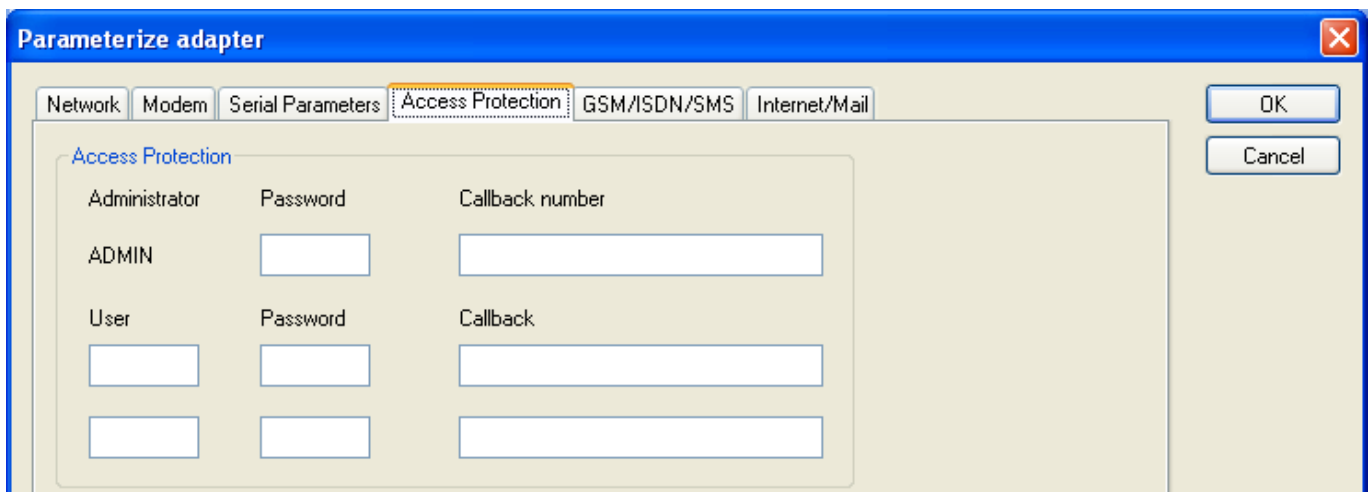 Parameterize adapter
Network Modem Serial Parameters Access Protection GSM/ISDN/SMS Internet/Mail
OK
Cancel
Access Protection
Administrator Password Callback number
ADMIN
User Password Callback